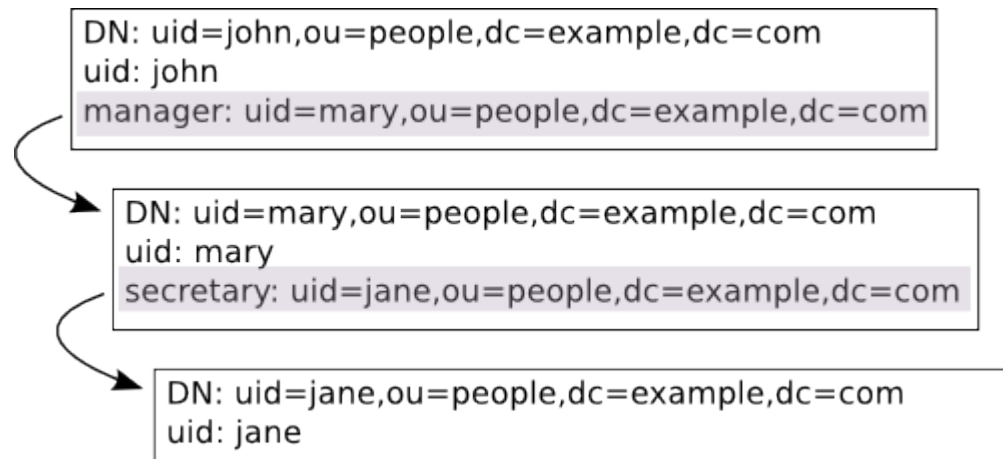 DN: uid=john,ou=people,dc=example,dc=com
uid: john
manager: uid=mary,ou=people,dc=example,dc=com
DN: uid=mary,ou=people,dc=example,dc=com
uid: mary
secretary: uid=jane,ou=people,dc=example,dc=com
DN: uid=jane,ou=people,dc=example,dc=com
uid: jane